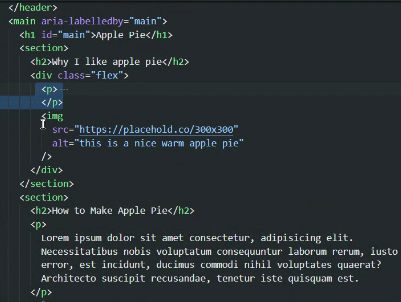 </header>
<main aria-labelledby="main">
<h1 id="main">Apple Pie</h1>
<section>
<h2>Why I like apple pie</h2>
<div class="flex">
<p>
</p>
<img
src="https://placehold.co/300x300"
alt="this is a nice warm apple pie"
/>
</div>
</section>
<section>
<h2>How to Make Apple Pie</h2>
<p>
Lorem ipsum dolor sit amet consectetur, adipisicing elit.
Necessitatibus nobis voluptatum consequuntur laborum rerum, iusto
error, est incidunt, ducimus commodi nihil voluptates quaerat?
Architecto suscipit recusandae, tenetur iste quisquam est.
</p>